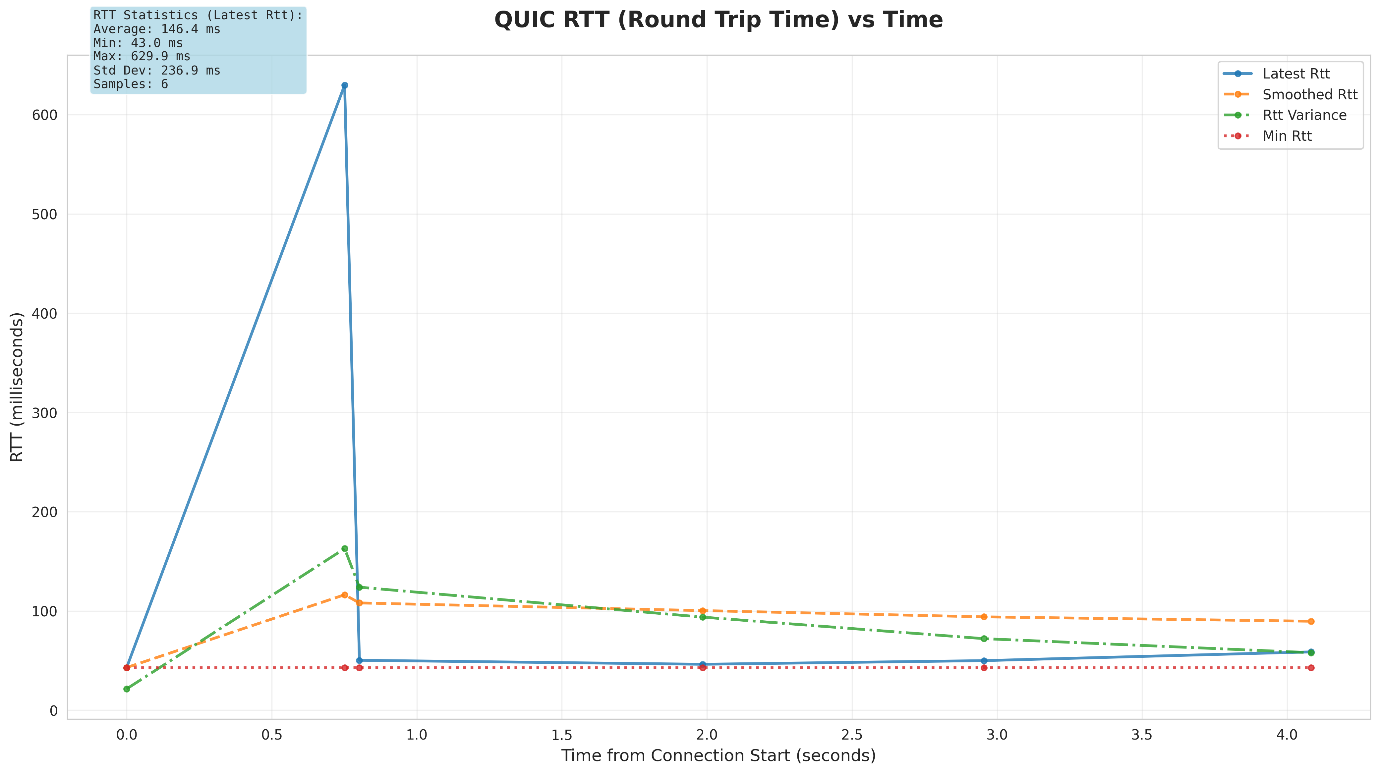 RTT Statistics (Latest Rtt):
Average: 146.4 ms
Min: 43.0 ms
Max: 629.9 ms
Std Dev: 236.9 ms
Samples: 6
QUIC RTT (Round Trip Time) vs Time
Latest Rtt
Smoothed Rtt
Rtt Variance
Min Rtt
RTT (milliseconds)
600
500
400
300
200
100
0
0.0 0.5 1.0 1.5 2.0 2.5 3.0 3.5 4.0
Time from Connection Start (seconds)